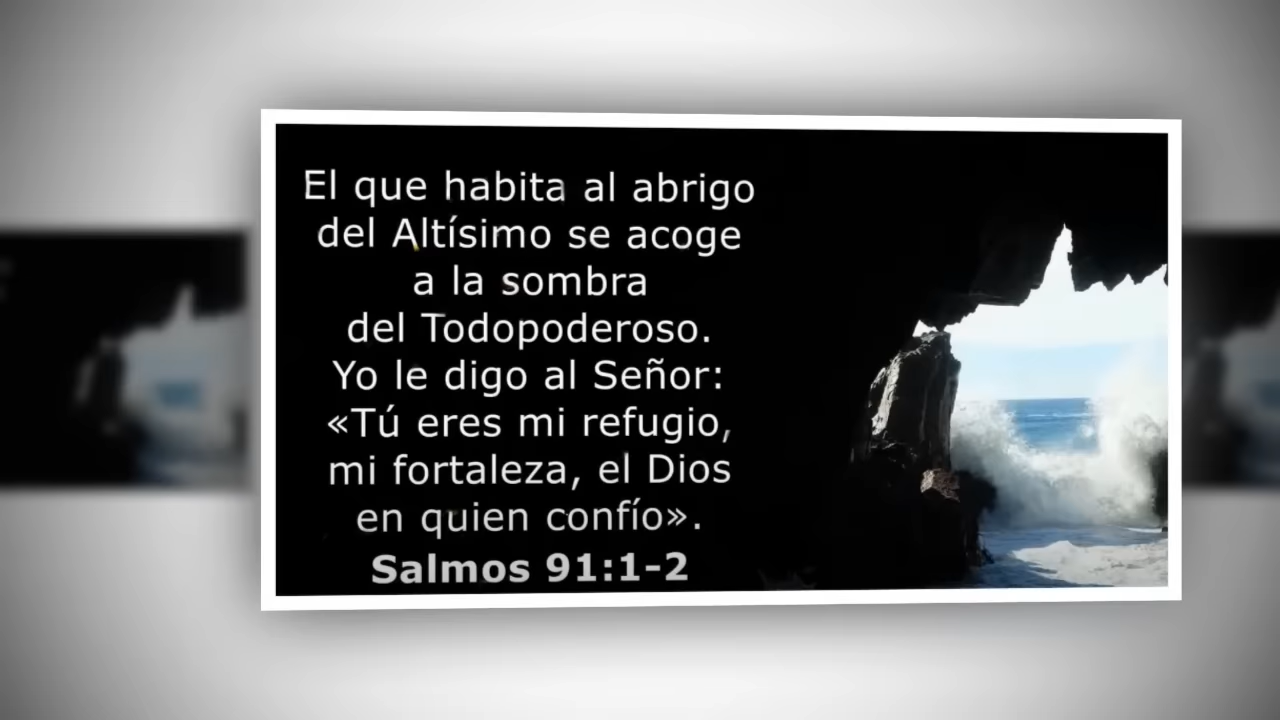 El que habita al abrigo
del Altísimo se acoge
a la sombra
del Todopoderoso.
Yo le digo al Señor:
«Tú eres mi refugio,
mi fortaleza, el Dios
en quien confío».
Salmos 91:1-2